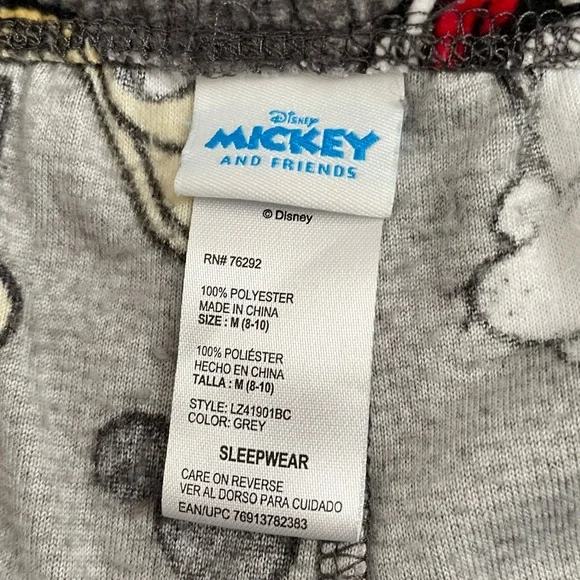 Disney
MICKEY
AND FRIENDS
© Disney
RN# 76292
100% POLYESTER
MADE IN CHINA
SIZE : M (8-10)
100% POLIÉSTER
HECHO EN CHINA
TALLA : M (8-10)
STYLE: LZ41901BC
COLOR: GREY
SLEEPWEAR
CARE ON REVERSE
VER AL DORSO PARA CUIDADO
EAN/UPC 76913782383